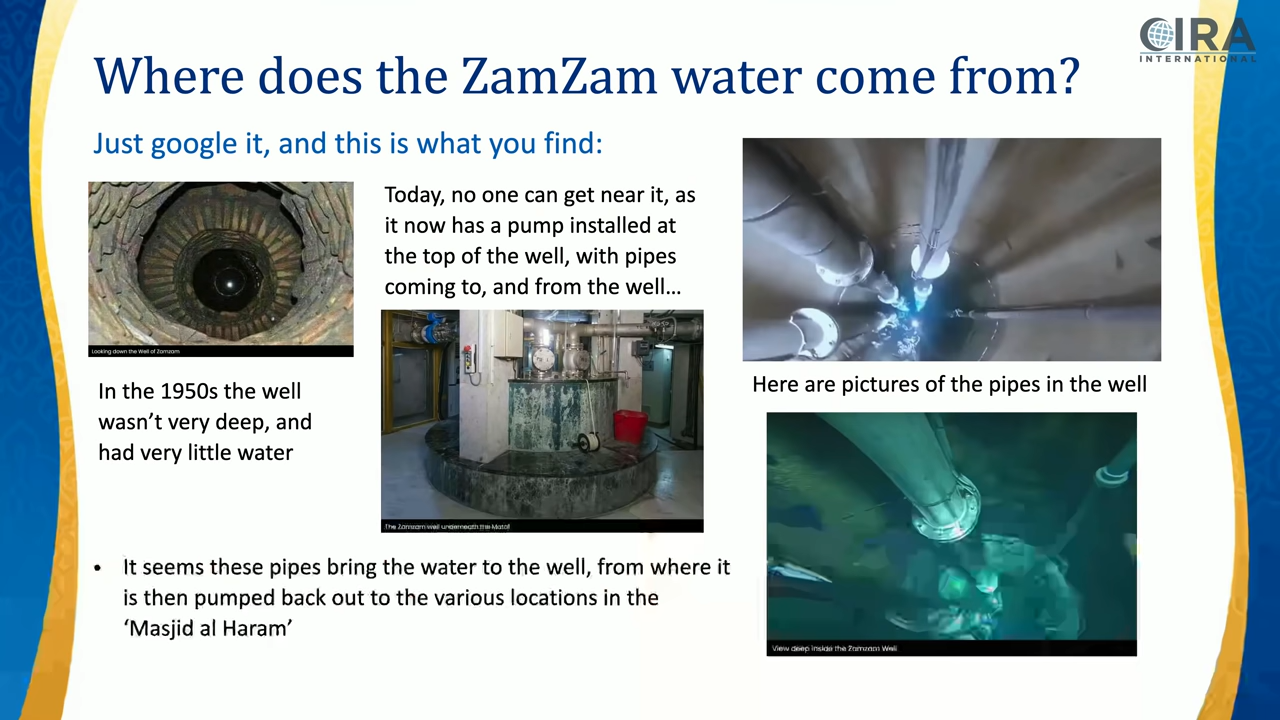 CIRA
INTERNATIONAL
Where does the ZamZam water come from?
Just google it, and this is what you find:
Looking down the Well of Zamzam
In the 1950s the well
wasn’t very deep, and
had very little water
Today, no one can get near it, as
it now has a pump installed at
the top of the well, with pipes
coming to, and from the well…
The Zamzam well underneath the Mataf
Here are pictures of the pipes in the well
View deep inside the Zamzam Well
• It seems these pipes bring the water to the well, from where it
is then pumped back out to the various locations in the
‘Masjid al Haram’